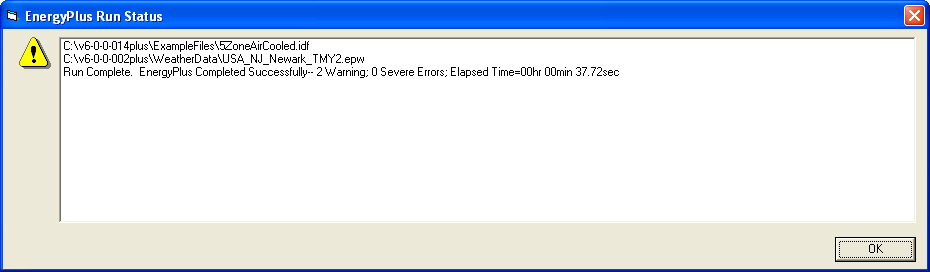 EnergyPlus Run Status
C:\v6-0-0-014plus\ExampleFiles\5ZoneAirCooled.idf
C:\v6-0-0-002plus\WeatherData\USA_NJ_Newark_TMY2.epw
Run Complete.  EnergyPlus Completed Successfully-- 2 Warning; 0 Severe Errors; Elapsed Time=00hr 00min 37.72sec
OK